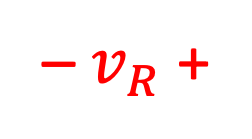 − v_R +